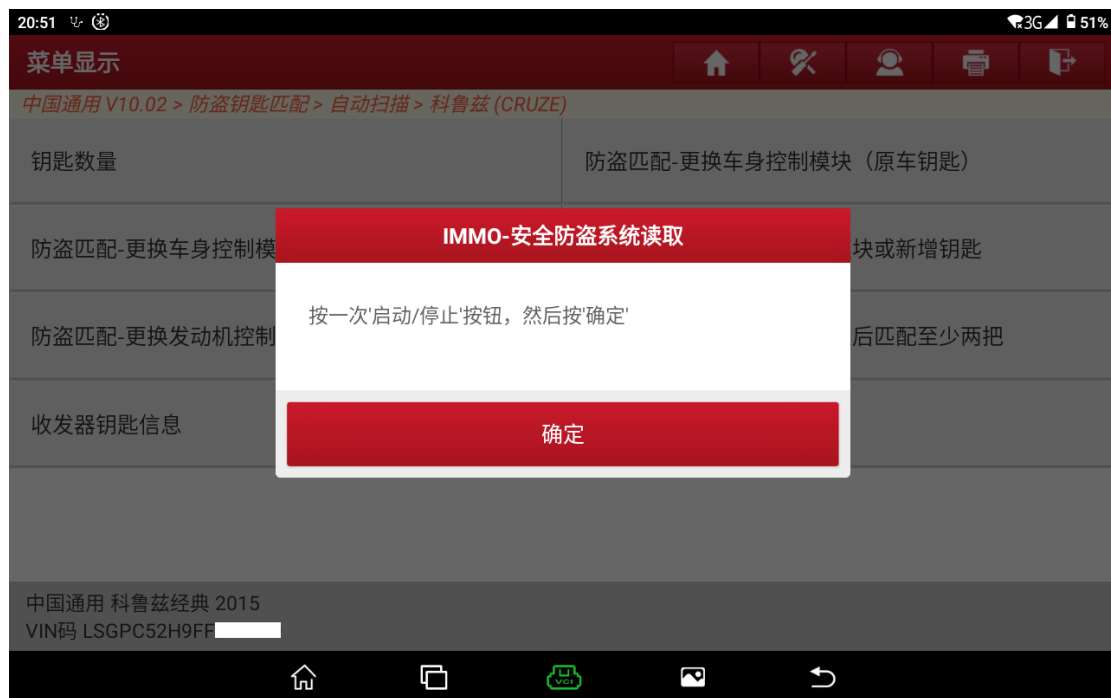 20:51 3G 51%
菜单显示
中国通用 V10.02 > 防盗钥匙匹配 > 自动扫描 > 科鲁兹 (CRUZE)
钥匙数量 防盗匹配-更换车身控制模块（原车钥匙）
防盗匹配-更换车身控制模 块或新增钥匙
IMMO-安全防盗系统读取
按一次'启动/停止'按钮，然后按'确定'
防盗匹配-更换发动机控制 后匹配至少两把
收发器钥匙信息
确定
中国通用 科鲁兹经典 2015
VIN码 LSGPC52H9FF
VCI